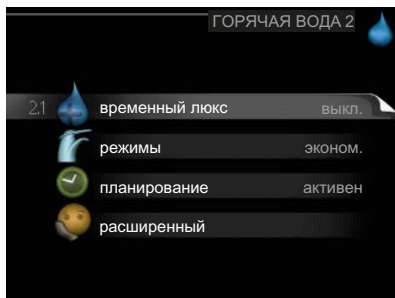 ГОРЯЧАЯ ВОДА 2
2.1 временный люкс выкл.
режимы эконом.
планирование активен
расширенный